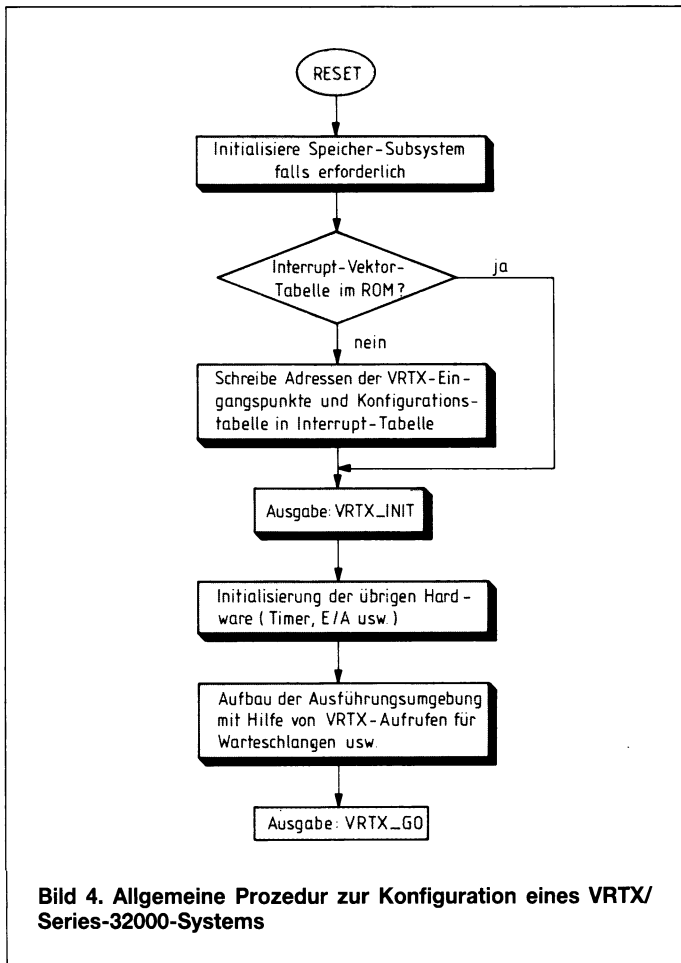 RESET
Initialisiere Speicher-Subsystem
falls erforderlich
Interrupt-Vektor-
Tabelle im ROM?
ja
nein
Schreibe Adressen der VRTX-Ein-
gangspunkte und Konfigurations-
tabelle in Interrupt-Tabelle
Ausgabe: VRTX_INIT
Initialisierung der übrigen Hard-
ware (Timer, E/A usw.)
Aufbau der Ausführungsumgebung
mit Hilfe von VRTX-Aufrufen für
Warteschlangen usw.
Ausgabe: VRTX_GO
Bild 4. Allgemeine Prozedur zur Konfiguration eines VRTX/
Series-32000-Systems